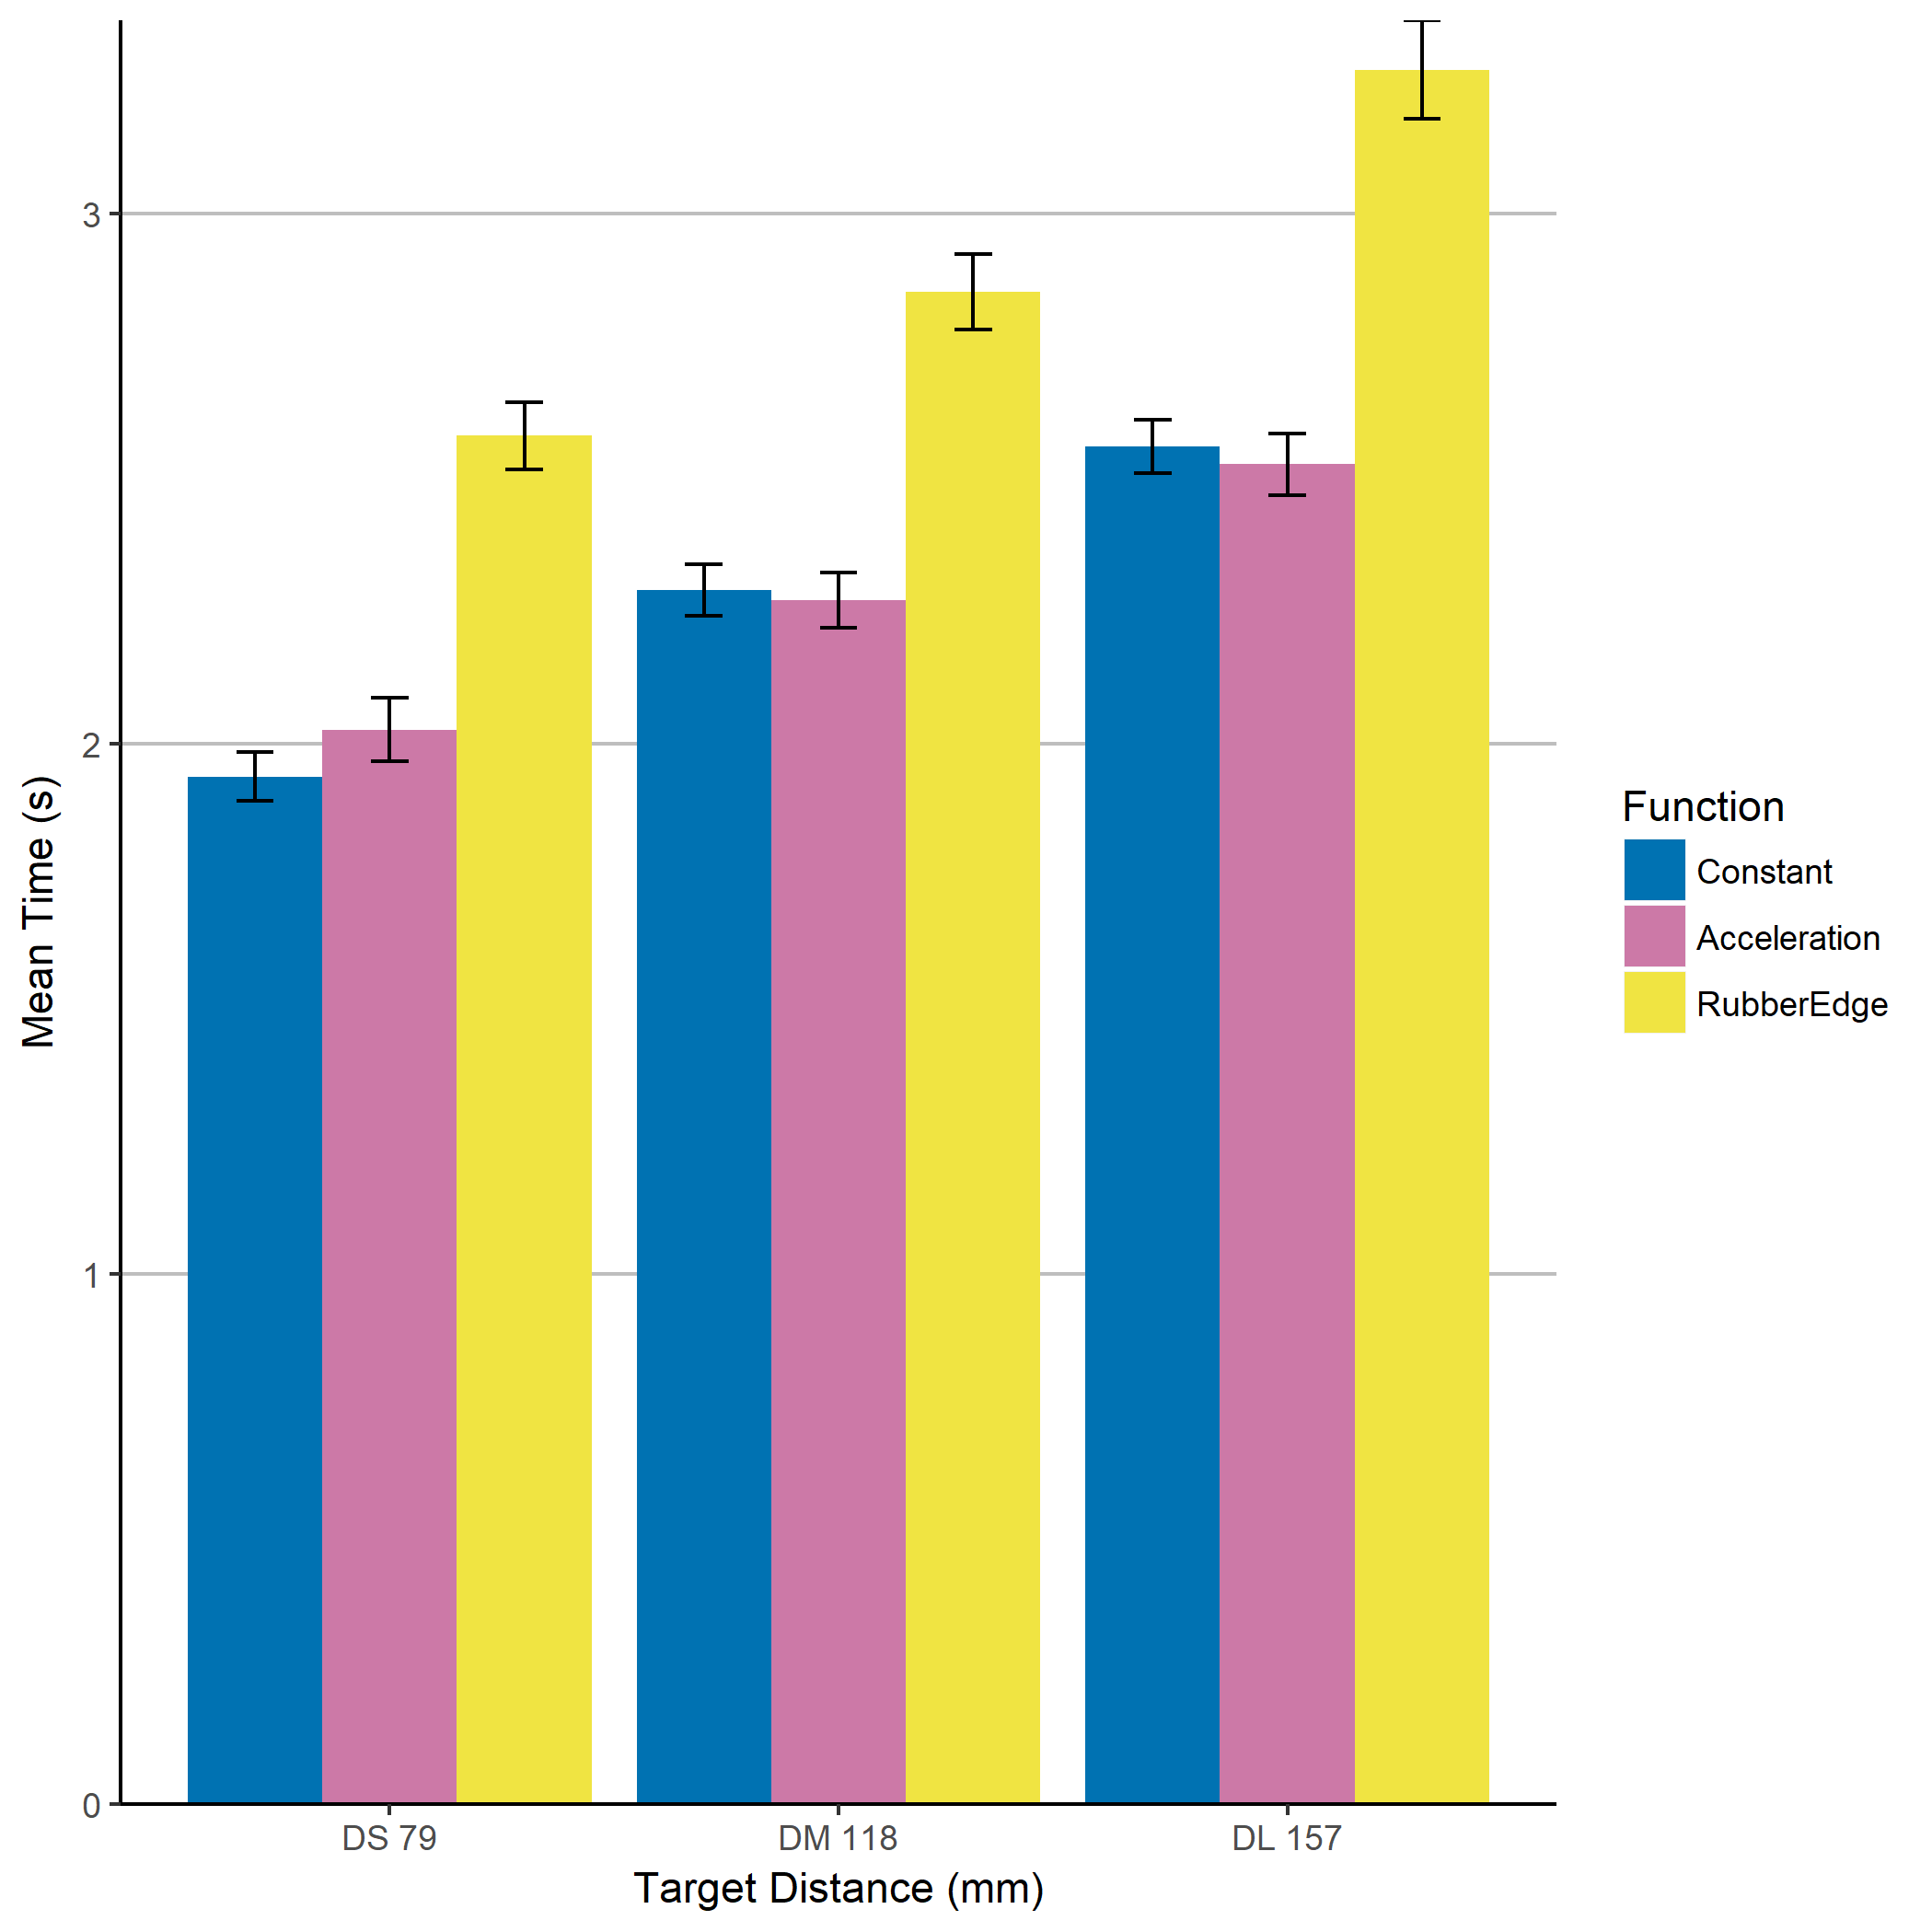 Mean Time (s)
3
2
1
0
DS 79
DM 118
DL 157
Target Distance (mm)
Function
Constant
Acceleration
RubberEdge